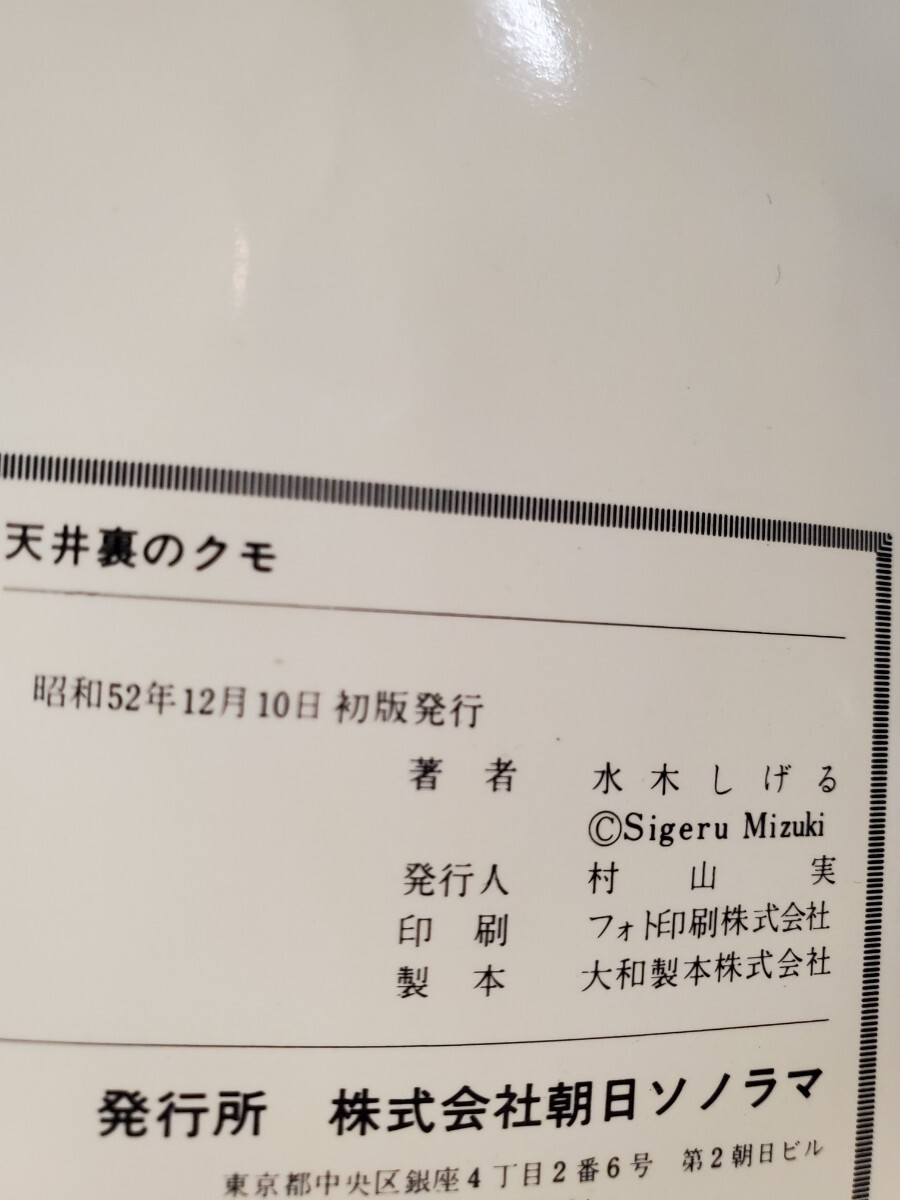 天井裏のクモ
昭和52年12月10日 初版発行
著者 水木しげる
©Sigeru Mizuki
発行人 村山実
印刷 フォト印刷株式会社
製本 大和製本株式会社
発行所 株式会社朝日ソノラマ
東京都中央区銀座4丁目2番6号 第2朝日ビル